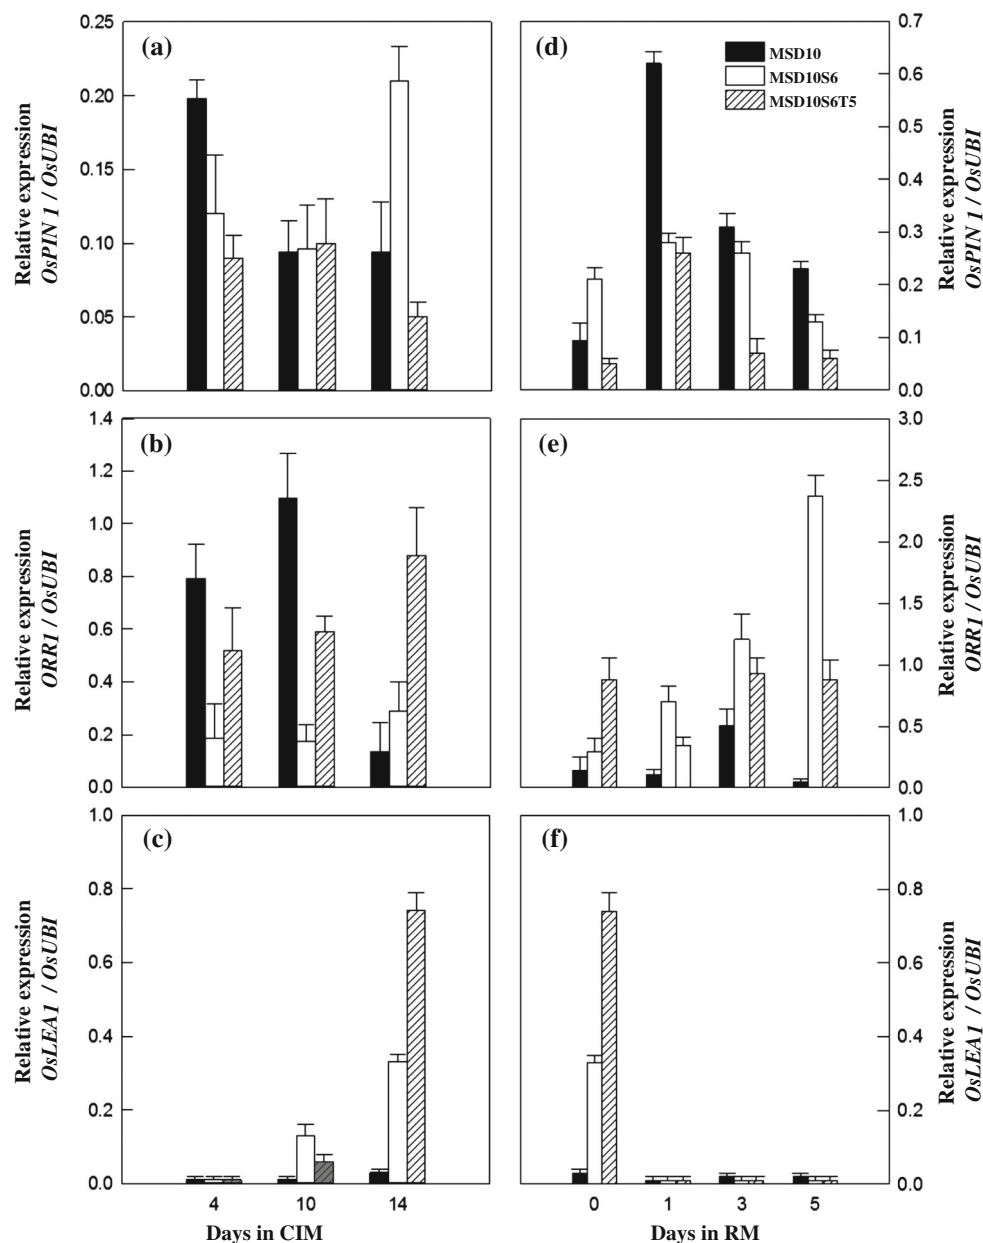 (a)
0.25
0.20
0.15
0.10
0.05
0.00
Relative expression
OsPIN 1 / OsUBI
(d)
MSD10
MSD10S6
MSD10S6T5
0.7
0.6
0.5
0.4
0.3
0.2
0.1
0.0
Relative expression
OsPIN 1 / OsUBI
(b)
1.4
1.2
1.0
0.8
0.6
0.4
0.2
0.0
Relative expression
ORR1 / OsUBI
(e)
3.0
2.5
2.0
1.5
1.0
0.5
0.0
Relative expression
ORR1 / OsUBI
(c)
1.0
0.8
0.6
0.4
0.2
0.0
Relative expression
OsLEA1 / OsUBI
4 10 14
Days in CIM
(f)
1.0
0.8
0.6
0.4
0.2
0.0
Relative expression
OsLEA1 / OsUBI
0 1 3 5
Days in RM